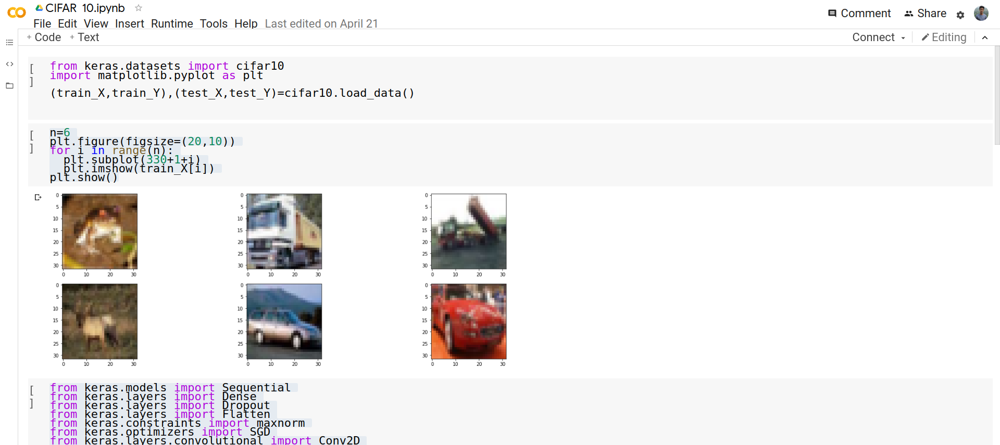 CIFAR 10.ipynb
File Edit View Insert Runtime Tools Help Last edited on April 21
Comment Share
+ Code + Text
Connect Editing
[ ]
from keras.datasets import cifar10
import matplotlib.pyplot as plt
(train_X,train_Y),(test_X,test_Y)=cifar10.load_data()
[ ]
n=6
plt.figure(figsize=(20,10))
for i in range(n):
  plt.subplot(330+1+i)
  plt.imshow(train_X[i])
plt.show()
0 0 0
5 5 5
10 10 10
15 15 15
20 20 20
25 25 25
30 30 30
0 10 20 30 0 10 20 30 0 10 20 30
0 0 0
5 5 5
10 10 10
15 15 15
20 20 20
25 25 25
30 30 30
0 10 20 30 0 10 20 30 0 10 20 30
[ ]
from keras.models import Sequential
from keras.layers import Dense
from keras.layers import Dropout
from keras.layers import Flatten
from keras.constraints import maxnorm
from keras.optimizers import SGD
from keras.layers.convolutional import Conv2D